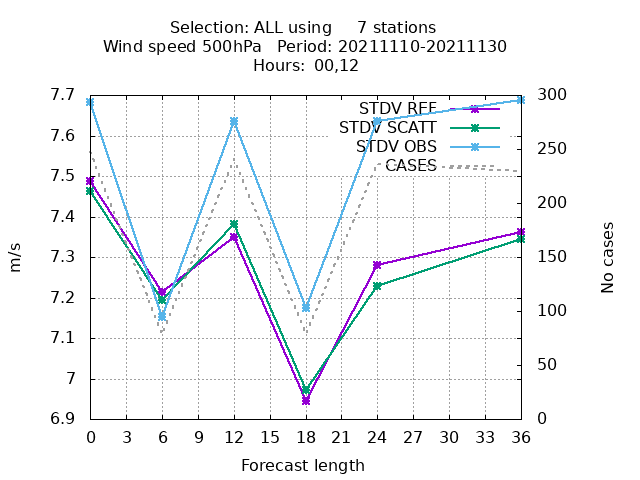 Selection: ALL using     7 stations
Wind speed 500hPa   Period: 20211110-20211130
Hours:  00,12
STDV REF
STDV SCATT
STDV OBS
CASES
7.7
7.6
7.5
7.4
7.3
7.2
7.1
7
6.9
m/s
300
250
200
150
100
50
0
No cases
0 3 6 9 12 15 18 21 24 27 30 33 36
Forecast length